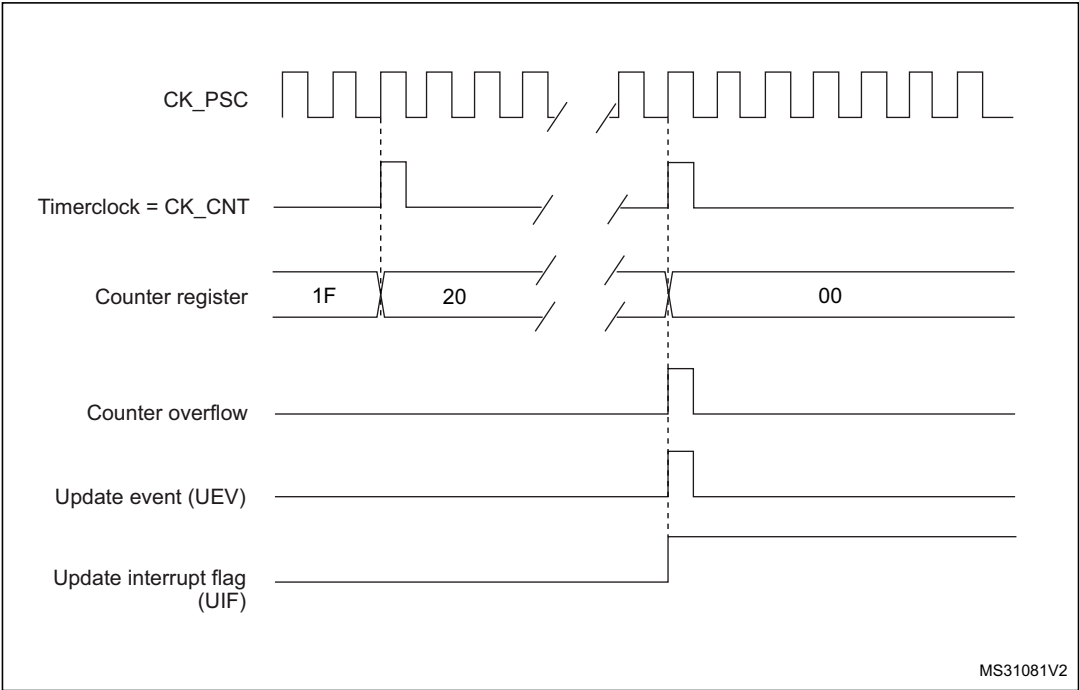 CK_PSC
Timerclock = CK_CNT
Counter register
1F
20
00
Counter overflow
Update event (UEV)
Update interrupt flag
(UIF)
MS31081V2